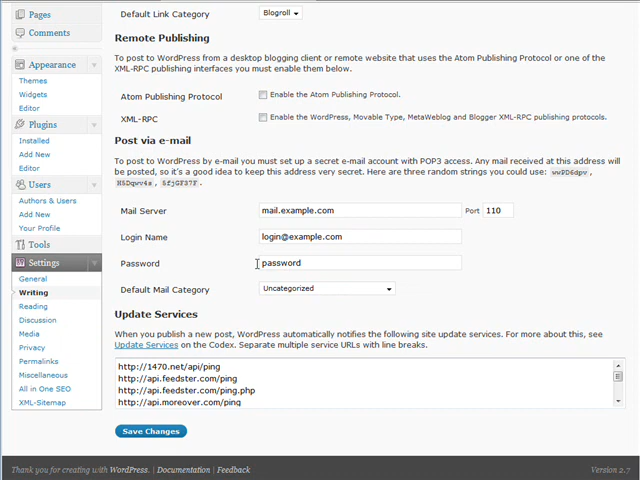 Pages
Comments
Appearance
Themes
Widgets
Editor
Plugins
Installed
Add New
Editor
Users
Authors & Users
Add New
Your Profile
Tools
Settings
General
Writing
Reading
Discussion
Media
Privacy
Permalinks
Miscellaneous
All in One SEO
XML-Sitemap
Default Link Category Blogroll
Remote Publishing
To post to WordPress from a desktop blogging client or remote website that uses the Atom Publishing Protocol or one of the
XML-RPC publishing interfaces you must enable them below.
Atom Publishing Protocol Enable the Atom Publishing Protocol.
XML-RPC Enable the WordPress, Movable Type, MetaWeblog and Blogger XML-RPC publishing protocols.
Post via e-mail
To post to WordPress by e-mail you must set up a secret e-mail account with POP3 access. Any mail received at this address will
be posted, so it's a good idea to keep this address very secret. Here are three random strings you could use: vwPD6dpv ,
H5Dqwv4s , 5fjGF37F .
Mail Server mail.example.com Port 110
Login Name login@example.com
Password password
Default Mail Category Uncategorized
Update Services
When you publish a new post, WordPress automatically notifies the following site update services. For more about this, see
Update Services on the Codex. Separate multiple service URLs with line breaks.
http://1470.net/api/ping
http://api.feedster.com/ping
http://api.feedster.com/ping.php
http://api.moreover.com/ping
Save Changes
Thank you for creating with WordPress. | Documentation | Feedback
Version 2.7